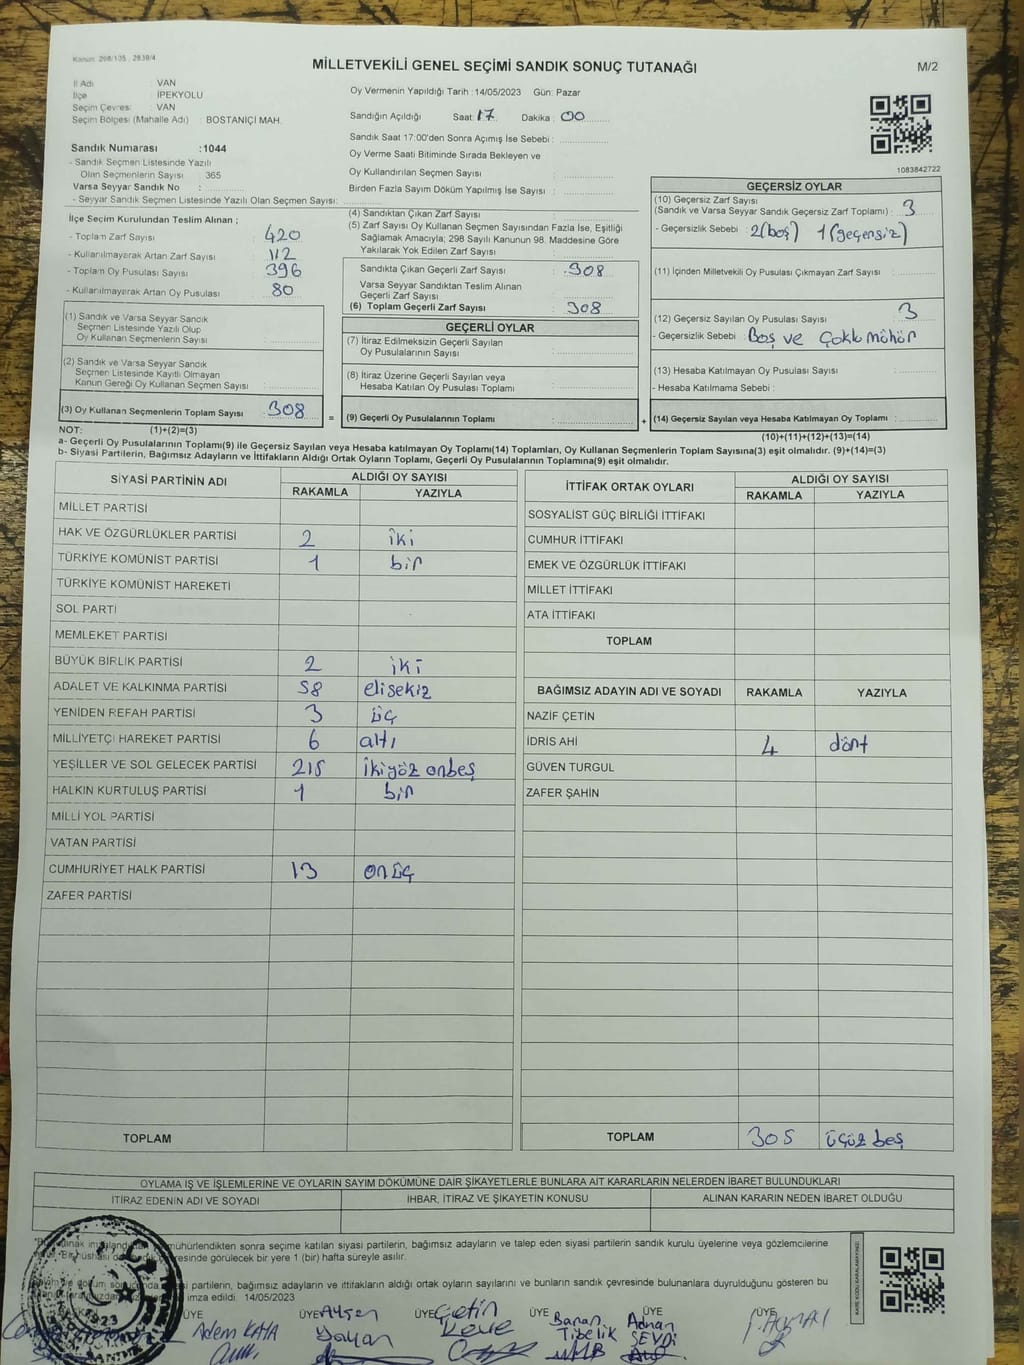 Kanun: 298/105 , 2839/4
MİLLETVEKİLİ GENEL SEÇİMİ SANDIK SONUÇ TUTANAĞI
M/2
İl Adı VAN
İlçe İPEKYOLU
Seçim Çevres: VAN
Seçim Bölgesi (Mahalle Adı) : BOSTANİÇİ MAH.
Sandık Numarası :1044
- Sandık Seçmen Listesinde Yazılı
Olan Seçmenlerin Sayısı 365
Varsa Seyyar Sandık No :
- Seyyar Sandık Seçmen Listesinde Yazılı Olan Seçmen Sayısı:
Oy Vermenin Yapıldığı Tarih :14/05/2023 Gün: Pazar
Sandığın Açıldığı Saat: 17 Dakika : 00
Sandık Saat 17:00'den Sonra Açımış İse Sebebi :
Oy Verme Saati Bitiminde Sırada Bekleyen ve
Oy Kullandırılan Seçmen Sayısı :
Birden Fazla Sayım Döküm Yapılmış İse Sayısı :
1083842722
İlçe Seçim Kurulundan Teslim Alınan ;
- Toplam Zarf Sayısı : 420
- Kullanılmayarak Artan Zarf Sayısı : 112
- Toplam Oy Pusulası Sayısı : 396
- Kullanılmayarak Artan Oy Pusulası : 80
(1) Sandık ve Varsa Seyyar Sandık
Seçmen Listesinde Yazılı Olup
Oy Kullanan Seçmenlerin Sayısı :
(2) Sandık ve Varsa Seyyar Sandık
Seçmen Listesinde Kayıtlı Olmayan
Kanun Gereği Oy Kullanan Seçmen Sayısı :
(3) Oy Kullanan Seçmenlerin Toplam Sayısı : 308
(4) Sandıktan Çıkan Zarf Sayısı :
(5) Zarf Sayısı Oy Kullanan Seçmen Sayısından Fazla İse, Eşitliği
Sağlamak Amacıyla; 298 Sayılı Kanunun 98. Maddesine Göre
Yakılarak Yok Edilen Zarf Sayısı :
Sandıkta Çıkan Geçerli Zarf Sayısı : 308
Varsa Seyyar Sandıktan Teslim Alınan
Geçerli Zarf Sayısı :
(6) Toplam Geçerli Zarf Sayısı : 308
GEÇERLİ OYLAR
(7) İtiraz Edilmeksizin Geçerli Sayılan
Oy Pusulalarının Sayısı :
(8) İtiraz Üzerine Geçerli Sayılan veya
Hesaba Katılan Oy Pusulası Toplamı :
= (9) Geçerli Oy Pusulalarının Toplamı :
GEÇERSİZ OYLAR
(10) Geçersiz Zarf Sayısı
(Sandık ve Varsa Seyyar Sandık Geçersiz Zarf Toplamı) : 3
- Geçersizlik Sebebi : 2(boş) 1(geçersiz)
(11) İçinden Milletvekili Oy Pusulası Çıkmayan Zarf Sayısı :
(12) Geçersiz Sayılan Oy Pusulası Sayısı : 3
- Geçersizlik Sebebi : Boş ve Çoklu mühür
(13) Hesaba Katılmayan Oy Pusulası Sayısı :
- Hesaba Katılmama Sebebi :
+ (14) Geçersiz Sayılan veya Hesaba Katılmayan Oy Toplamı :
NOT: (1)+(2)=(3)
(10)+(11)+(12)+(13)=(14)
a- Geçerli Oy Pusulalarının Toplamı(9) ile Geçersiz Sayılan veya Hesaba katılmayan Oy Toplamı(14) Toplamları, Oy Kullanan Seçmenlerin Toplam Sayısına(3) eşit olmalıdır. (9)+(14)=(3)
b- Siyasi Partilerin, Bağımsız Adayların ve İttifakların Aldığı Ortak Oyların Toplamı, Geçerli Oy Pusulalarının Toplamına(9) eşit olmalıdır.
SİYASİ PARTİNİN ADI ALDIĞI OY SAYISI
RAKAMLA YAZIYLA
MİLLET PARTİSİ
HAK VE ÖZGÜRLÜKLER PARTİSİ 2 iki
TÜRKİYE KOMÜNİST PARTİSİ 1 bir
TÜRKİYE KOMÜNİST HAREKETİ
SOL PARTİ
MEMLEKET PARTİSİ
BÜYÜK BİRLİK PARTİSİ 2 iki
ADALET VE KALKINMA PARTİSİ 58 elisekiz
YENİDEN REFAH PARTİSİ 3 üç
MİLLİYETÇİ HAREKET PARTİSİ 6 altı
YEŞİLLER VE SOL GELECEK PARTİSİ 215 ikiyöz onbeş
HALKIN KURTULUŞ PARTİSİ 1 bir
MİLLİ YOL PARTİSİ
VATAN PARTİSİ
CUMHURİYET HALK PARTİSİ 13 onüç
ZAFER PARTİSİ
TOPLAM
İTTİFAK ORTAK OYLARI ALDIĞI OY SAYISI
RAKAMLA YAZIYLA
SOSYALİST GÜÇ BİRLİĞİ İTTİFAKI
CUMHUR İTTİFAKI
EMEK VE ÖZGÜRLÜK İTTİFAKI
MİLLET İTTİFAKI
ATA İTTİFAKI
TOPLAM
BAĞIMSIZ ADAYIN ADI VE SOYADI RAKAMLA YAZIYLA
NAZİF ÇETİN
İDRİS AHİ 4 dört
GÜVEN TURGUL
ZAFER ŞAHİN
TOPLAM 305 üçüz beş
OYLAMA İŞ VE İŞLEMLERİNE VE OYLARIN SAYIM DÖKÜMÜNE DAİR ŞİKAYETLERLE BUNLARA AİT KARARLARIN NELERDEN İBARET BULUNDUKLARI
İTİRAZ EDENİN ADI VE SOYADI İHBAR, İTİRAZ VE ŞİKAYETİN KONUSU ALINAN KARARIN NEDEN İBARET OLDUĞU
mühürlendikten sonra seçime katılan siyasi partilerin, bağımsız adayların ve talep eden siyasi partilerin sandık kurulu üyelerine veya gözlemcilerine
çevresinde görülecek bir yere 1 (bir) hafta süreyle asılır.
partilerin, bağımsız adayların ve ittifakların aldığı ortak oyların sayılarını ve bunların sandık çevresinde bulunanlara duyrulduğunu gösteren bu
imza edildi 14/05/2023
ÜYE ÜYE ÜYE ÜYE ÜYE ÜYE
Adem KAYA Ayşen Çetin Baran Adnan
Tibelik SEVDİ